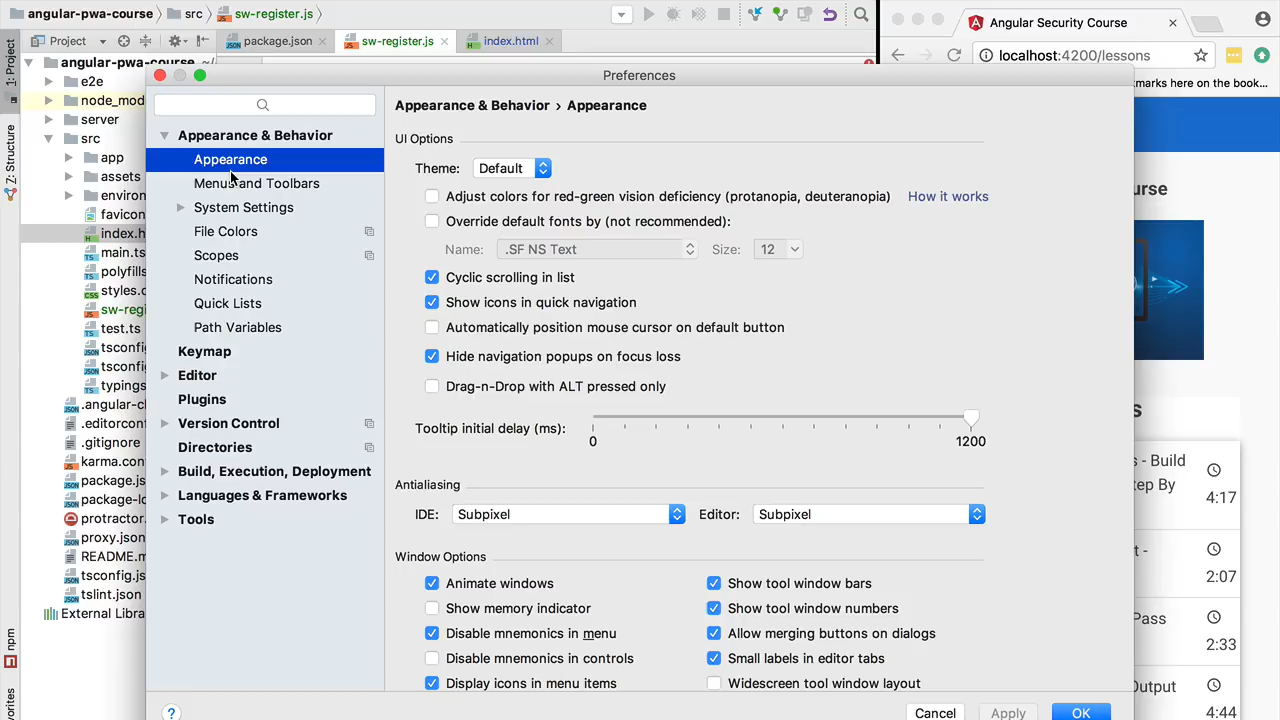 angular-pwa-course
src
sw-register.js
Angular Security Course
Project
package.json
sw-register.js
index.html
localhost:4200/lessons
angular-pwa-course
Preferences
marks here on the book...
1: Project
Z: Structure
npm
e2e
node_mod
server
src
app
assets
environ
favicon
index.h
main.ts
polyfills
styles.c
sw-regi
test.ts
tsconfi
tsconfi
typings
.angular-cl
.editorconf
.gitignore
karma.con
package.js
package-lo
protractor.
proxy.json
README.m
tsconfig.js
tslint.json
External Libra
Appearance & Behavior
Appearance
Menus and Toolbars
System Settings
File Colors
Scopes
Notifications
Quick Lists
Path Variables
Keymap
Editor
Plugins
Version Control
Directories
Build, Execution, Deployment
Languages & Frameworks
Tools
Appearance & Behavior › Appearance
UI Options
Theme: Default
Adjust colors for red-green vision deficiency (protanopia, deuteranopia) How it works
Override default fonts by (not recommended):
Name: .SF NS Text Size: 12
Cyclic scrolling in list
Show icons in quick navigation
Automatically position mouse cursor on default button
Hide navigation popups on focus loss
Drag-n-Drop with ALT pressed only
Tooltip initial delay (ms):
0 1200
Antialiasing
IDE: Subpixel Editor: Subpixel
Window Options
Animate windows Show tool window bars
Show memory indicator Show tool window numbers
Disable mnemonics in menu Allow merging buttons on dialogs
Disable mnemonics in controls Small labels in editor tabs
Display icons in menu items Widescreen tool window layout
? Cancel Apply OK
urse
s
s - Build
tep By
4:17
t -
2:07
Pass
2:33
Output
4:44